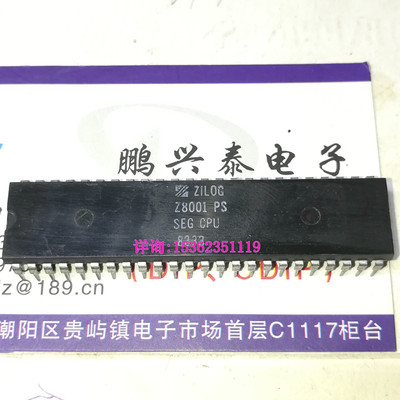 鹏兴泰电子
ZILOG
Z8001 PS
SEG CPU
8233
详询:15362351119
z@189.cn
潮阳区贵屿镇电子市场首层C1117柜台